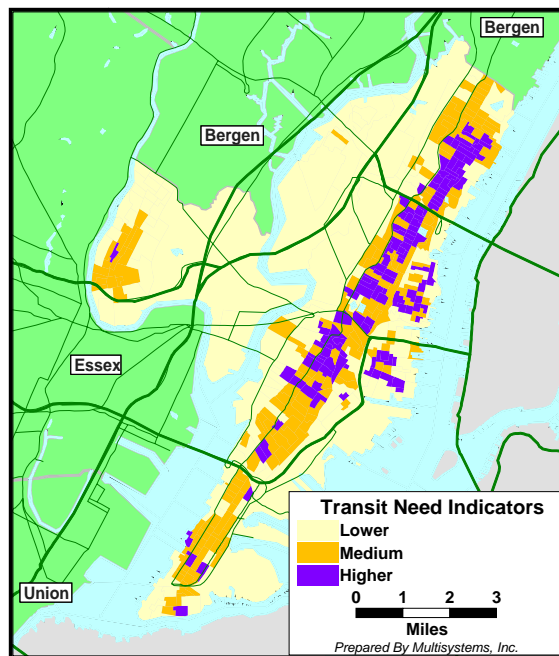 Bergen
Bergen
Essex
Union
Transit Need Indicators
Lower
Medium
Higher
0 1 2 3
Miles
Prepared By Multisystems, Inc.